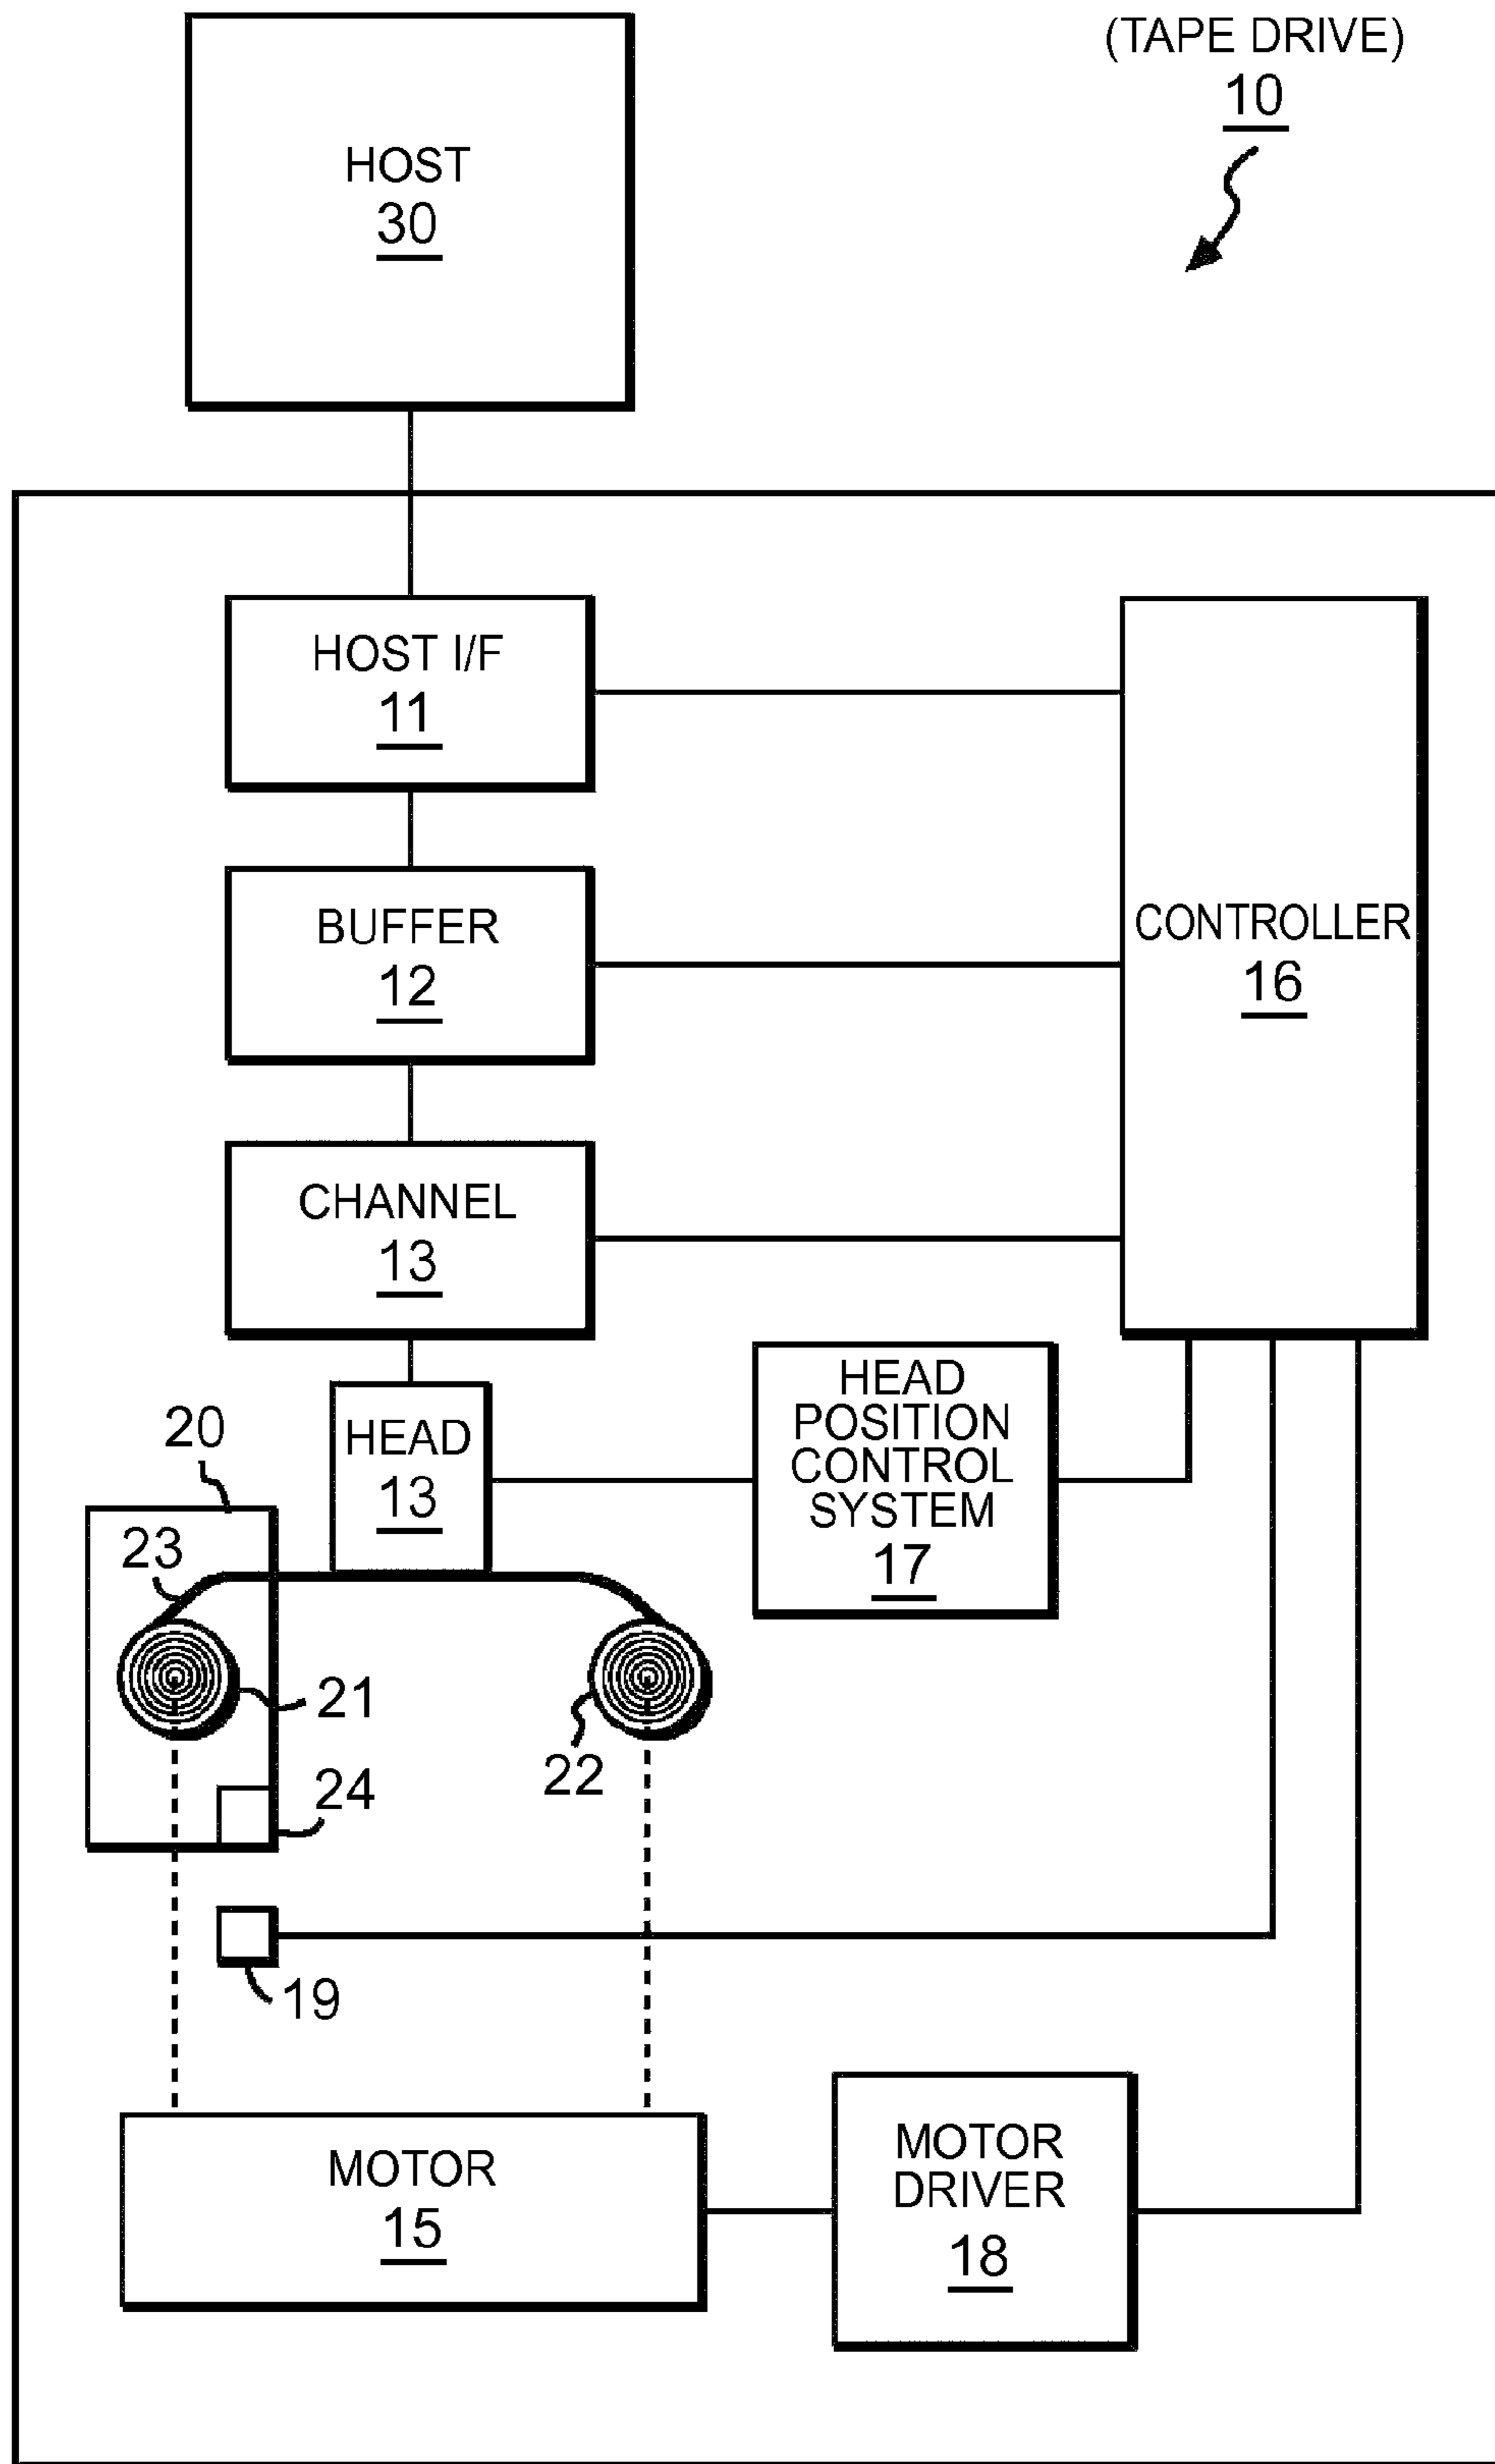 (TAPE DRIVE)
10
HOST
30
HOST I/F
11
BUFFER
12
CONTROLLER
16
CHANNEL
13
HEAD
13
HEAD
POSITION
CONTROL
SYSTEM
17
20
23
21
22
24
19
MOTOR
15
MOTOR
DRIVER
18